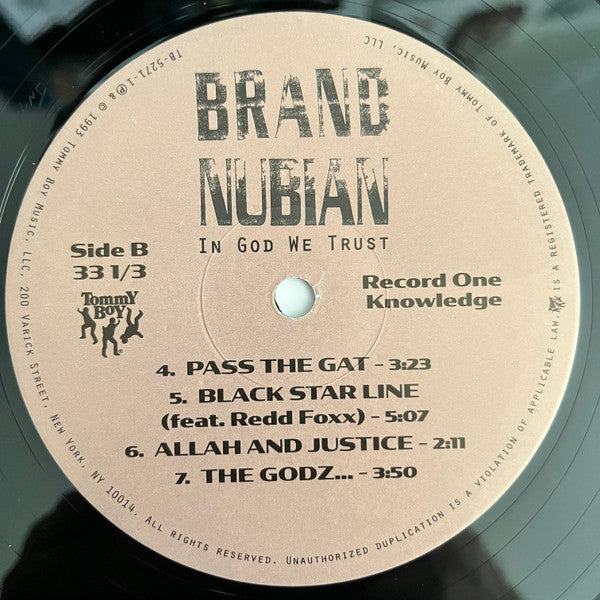 BRAND
NUBIAN
IN GOD WE TRUST
Side B
33 1/3
TOMMY
BOY
Record One
Knowledge
4. PASS THE GAT - 3:23
5. BLACK STAR LINE
(feat. Redd Foxx) - 5:07
6. ALLAH AND JUSTICE - 2:11
7. THE GODZ... - 3:50
TB-5271-1 ℗ & © 1993 TOMMY BOY MUSIC, LLC, 200 VARICK STREET, NEW YORK, NY 10014. ALL RIGHTS RESERVED. UNAUTHORIZED DUPLICATION IS A VIOLATION OF APPLICABLE LAW. IS A REGISTERED TRADEMARK OF TOMMY BOY MUSIC, LLC